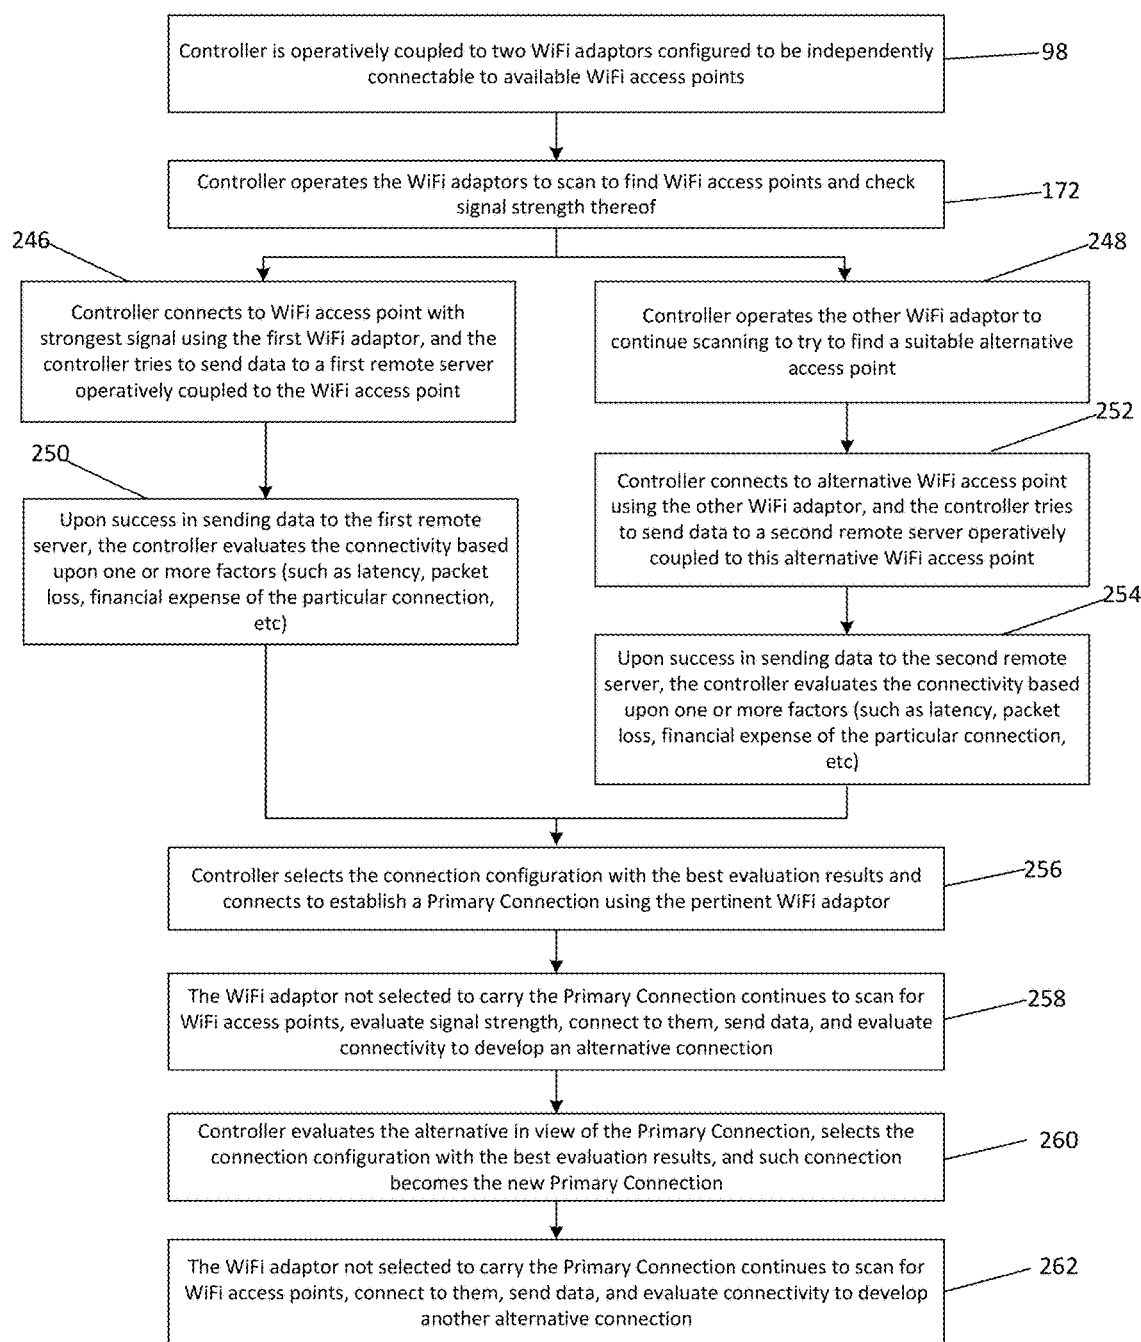 Controller is operatively coupled to two WiFi adaptors configured to be independently
connectable to available WiFi access points
98
Controller operates the WiFi adaptors to scan to find WiFi access points and check
signal strength thereof
172
246
248
Controller connects to WiFi access point with
strongest signal using the first WiFi adaptor, and the
controller tries to send data to a first remote server
operatively coupled to the WiFi access point
Controller operates the other WiFi adaptor to
continue scanning to try to find a suitable alternative
access point
250
252
Upon success in sending data to the first remote
server, the controller evaluates the connectivity based
upon one or more factors (such as latency, packet
loss, financial expense of the particular connection,
etc)
Controller connects to alternative WiFi access point
using the other WiFi adaptor, and the controller tries
to send data to a second remote server operatively
coupled to this alternative WiFi access point
254
Upon success in sending data to the second remote
server, the controller evaluates the connectivity based
upon one or more factors (such as latency, packet
loss, financial expense of the particular connection,
etc)
Controller selects the connection configuration with the best evaluation results and
connects to establish a Primary Connection using the pertinent WiFi adaptor
256
The WiFi adaptor not selected to carry the Primary Connection continues to scan for
WiFi access points, evaluate signal strength, connect to them, send data, and evaluate
connectivity to develop an alternative connection
258
Controller evaluates the alternative in view of the Primary Connection, selects the
connection configuration with the best evaluation results, and such connection
becomes the new Primary Connection
260
The WiFi adaptor not selected to carry the Primary Connection continues to scan for
WiFi access points, connect to them, send data, and evaluate connectivity to develop
another alternative connection
262